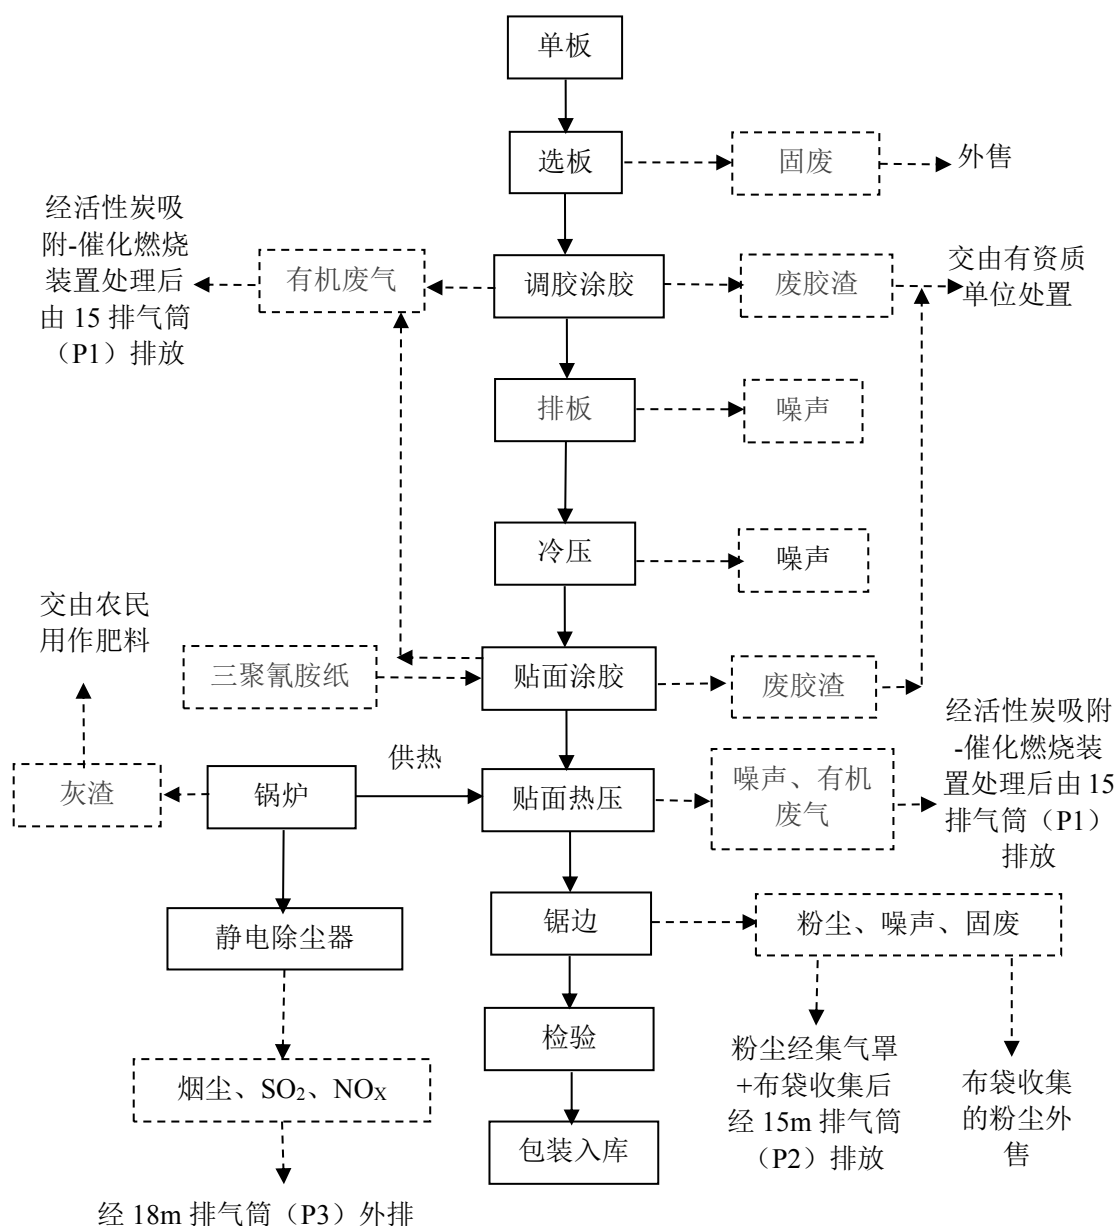 单板
选板
固废
外售
经活性炭吸
附-催化燃烧
装置处理后
由 15 排气筒
（P1）排放
有机废气
调胶涂胶
废胶渣
交由有资质
单位处置
排板
噪声
冷压
噪声
交由农民
用作肥料
三聚氰胺纸
贴面涂胶
废胶渣
灰渣
锅炉
供热
贴面热压
噪声、有机
废气
经活性炭吸附
-催化燃烧装
置处理后由 15
排气筒（P1）
排放
静电除尘器
锯边
粉尘、噪声、固废
烟尘、SO₂、NOX
检验
粉尘经集气罩
+布袋收集后
经 15m 排气筒
（P2）排放
布袋收集
的粉尘外
售
包装入库
经 18m 排气筒（P3）外排